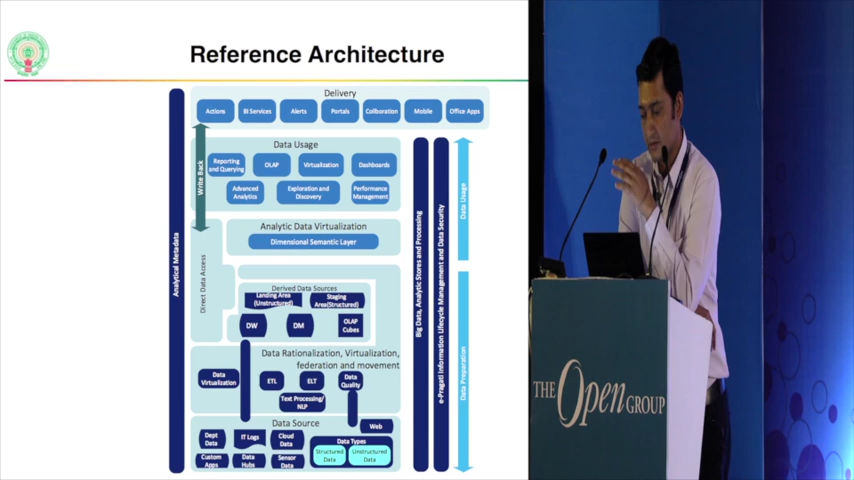 Reference Architecture
Delivery
Actions
BI Services
Alerts
Portals
Collboration
Mobile
Office Apps
Write Back
Data Usage
Reporting
and Querying
OLAP
Virtualization
Dashboards
Advanced
Analytics
Exploration and
Discovery
Performance
Management
Analytic Data Virtualization
Dimensional Semantic Layer
Analytical Metadata
Direct Data Access
Derived Data Sources
Landing Area
(Unstructured)
Staging
Area(Structured)
DW
DM
OLAP
Cubes
Data Rationalization, Virtualization,
federation and movement
Data
Virtualization
ETL
ELT
Data
Quality
Text Processing/
NLP
Data Source
Web
Dept
Data
IT Logs
Cloud
Data
Custom
Apps
Data
Hubs
Sensor
Data
Data Types
Structured
Data
Unstructured
Data
Big Data, Analytic Stores and Processing
e-Pragati Information Lifecycle Management and Data Security
Data Usage
Data Preparation
THE Open GROUP